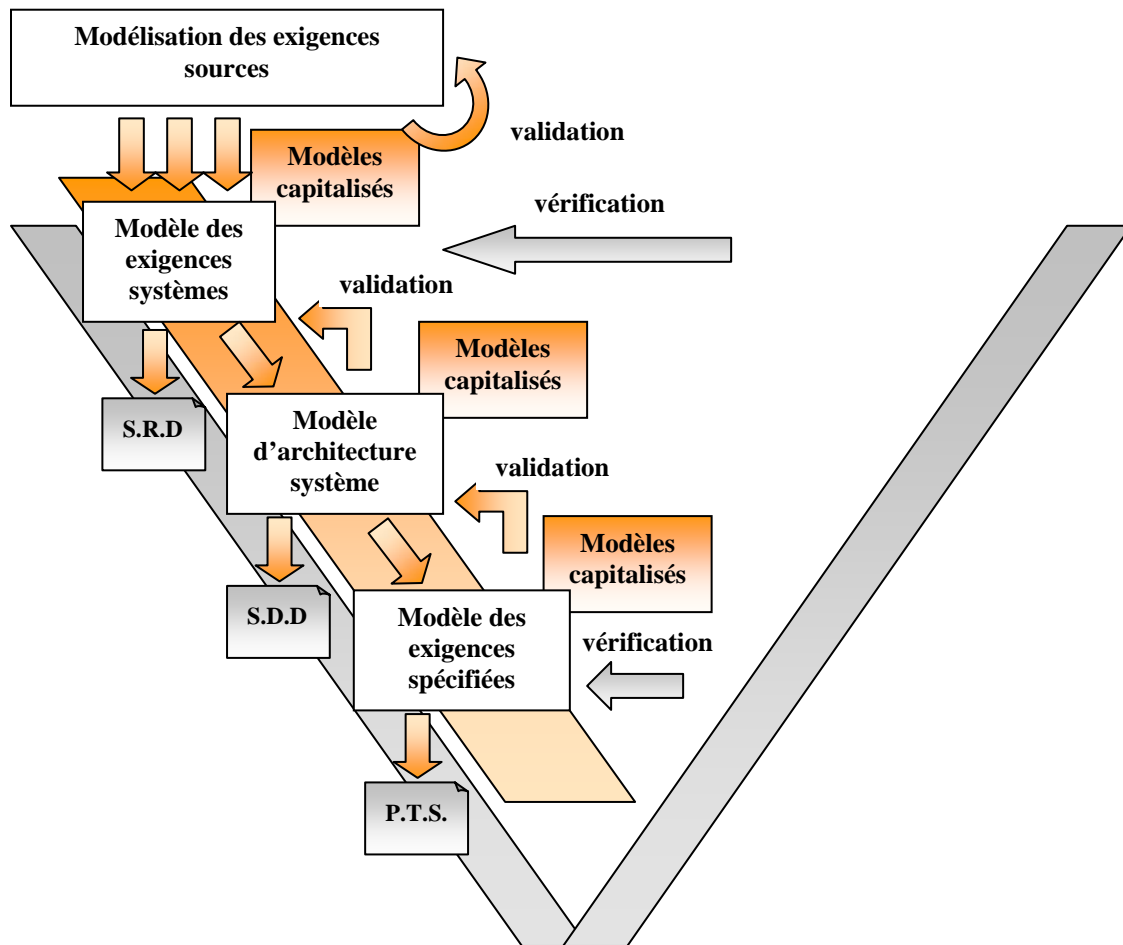 Modélisation des exigences
sources
validation
Modèles
capitalisés
vérification
Modèle des
exigences
systèmes
validation
Modèles
capitalisés
S.R.D
Modèle
d’architecture
système
validation
Modèles
capitalisés
S.D.D
Modèle des
exigences
spécifiées
vérification
P.T.S.